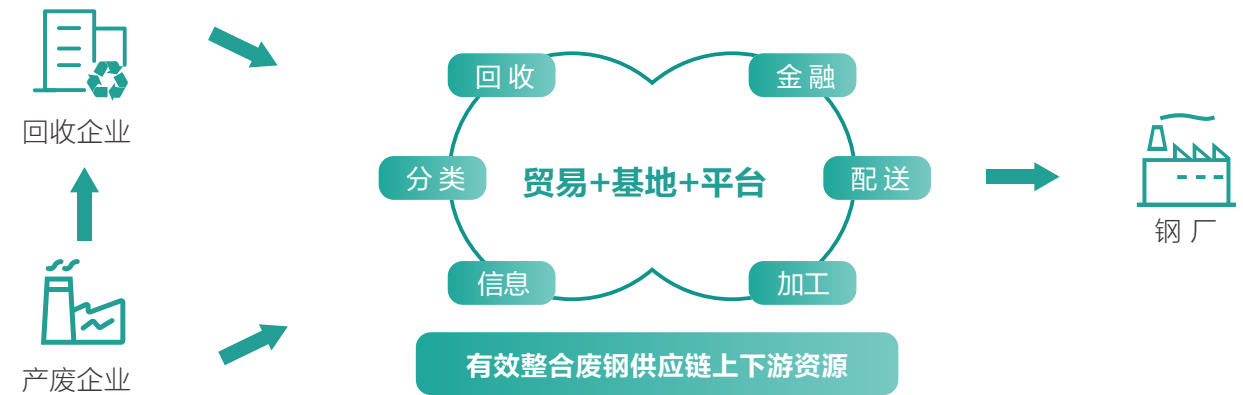 回收企业
产废企业
回收
金融
分类
贸易+基地+平台
配送
信息
加工
有效整合废钢供应链上下游资源
钢厂